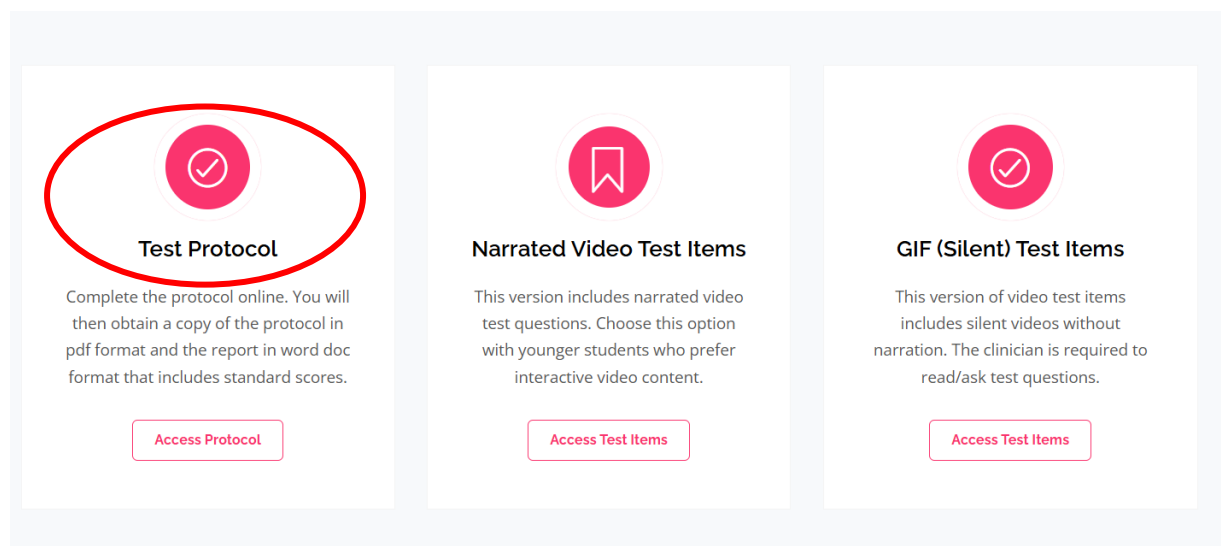 Test Protocol
Complete the protocol online. You will
then obtain a copy of the protocol in
pdf format and the report in word doc
format that includes standard scores.
Access Protocol
Narrated Video Test Items
This version includes narrated video
test questions. Choose this option
with younger students who prefer
interactive video content.
Access Test Items
GIF (Silent) Test Items
This version of video test items
includes silent videos without
narration. The clinician is required to
read/ask test questions.
Access Test Items